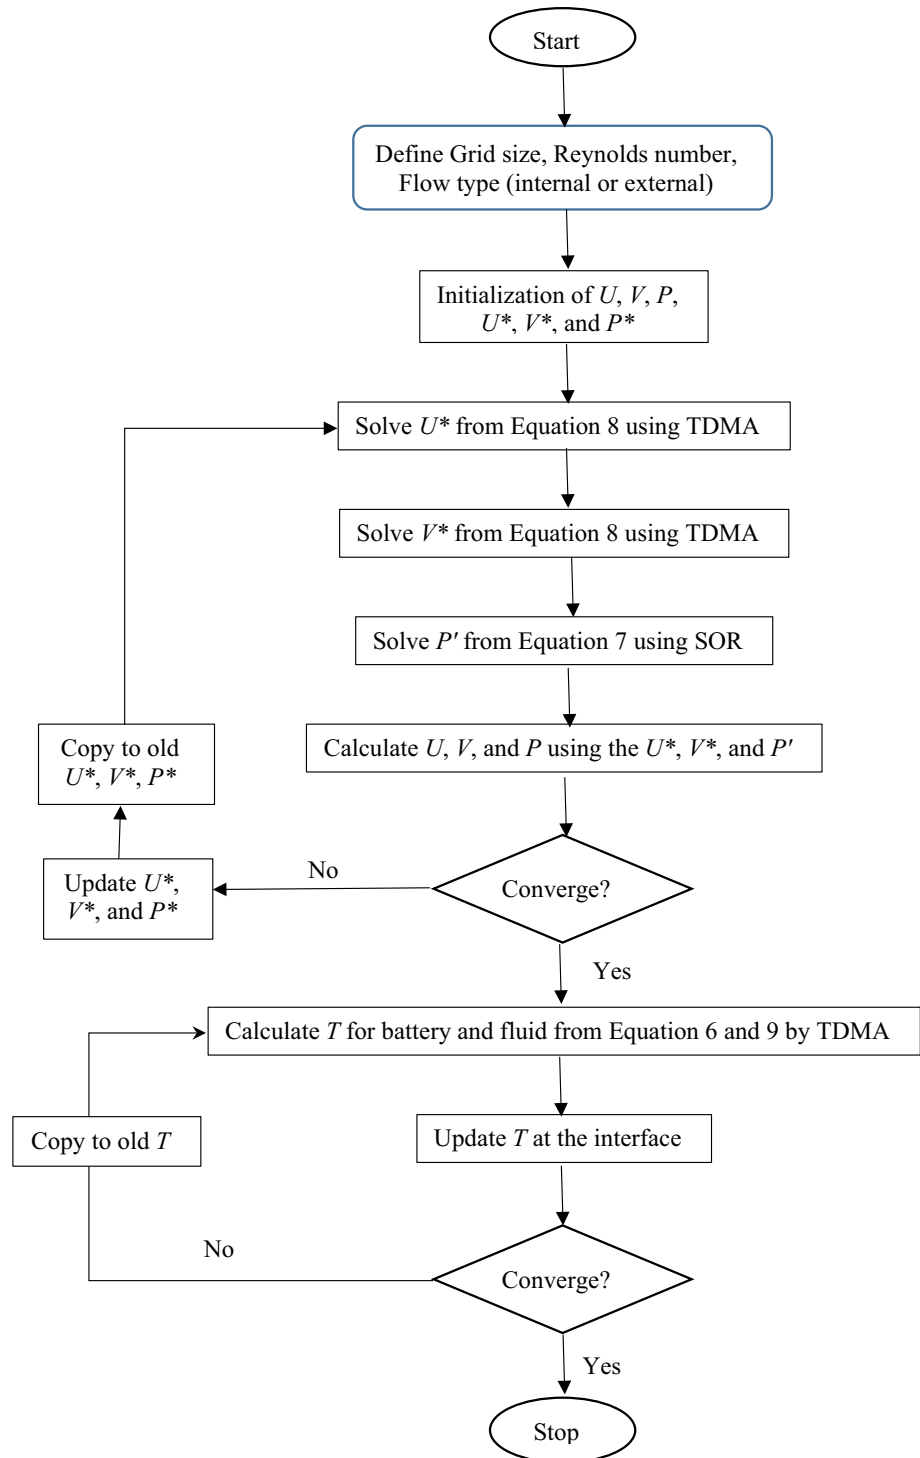 Start
Define Grid size, Reynolds number,
Flow type (internal or external)
Initialization of U, V, P,
U*, V*, and P*
Solve U* from Equation 8 using TDMA
Solve V* from Equation 8 using TDMA
Solve P′ from Equation 7 using SOR
Calculate U, V, and P using the U*, V*, and P′
Copy to old
U*, V*, P*
Converge?
No
Update U*,
V*, and P*
Yes
Calculate T for battery and fluid from Equation 6 and 9 by TDMA
Update T at the interface
Copy to old T
Converge?
No
Yes
Stop